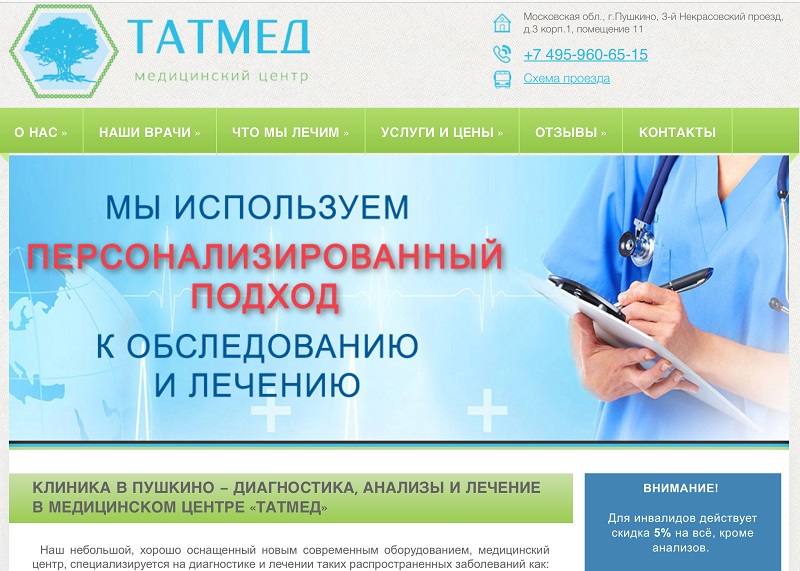 ТАТМЕД
медицинский центр
Московская обл., г.Пушкино, 3-й Некрасовский проезд,
д.3 корп.1, помещение 11
+7 495-960-65-15
Схема проезда
О НАС » НАШИ ВРАЧИ » ЧТО МЫ ЛЕЧИМ » УСЛУГИ И ЦЕНЫ » ОТЗЫВЫ » КОНТАКТЫ
МЫ ИСПОЛЬЗУЕМ
ПЕРСОНАЛИЗИРОВАННЫЙ
ПОДХОД
К ОБСЛЕДОВАНИЮ
И ЛЕЧЕНИЮ
КЛИНИКА В ПУШКИНО – ДИАГНОСТИКА, АНАЛИЗЫ И ЛЕЧЕНИЕ
В МЕДИЦИНСКОМ ЦЕНТРЕ «ТАТМЕД»
Наш небольшой, хорошо оснащенный новым современным оборудованием, медицинский
центр, специализируется на диагностике и лечении таких распространенных заболеваний как:
ВНИМАНИЕ!
Для инвалидов действует
скидка 5% на всё, кроме
анализов.